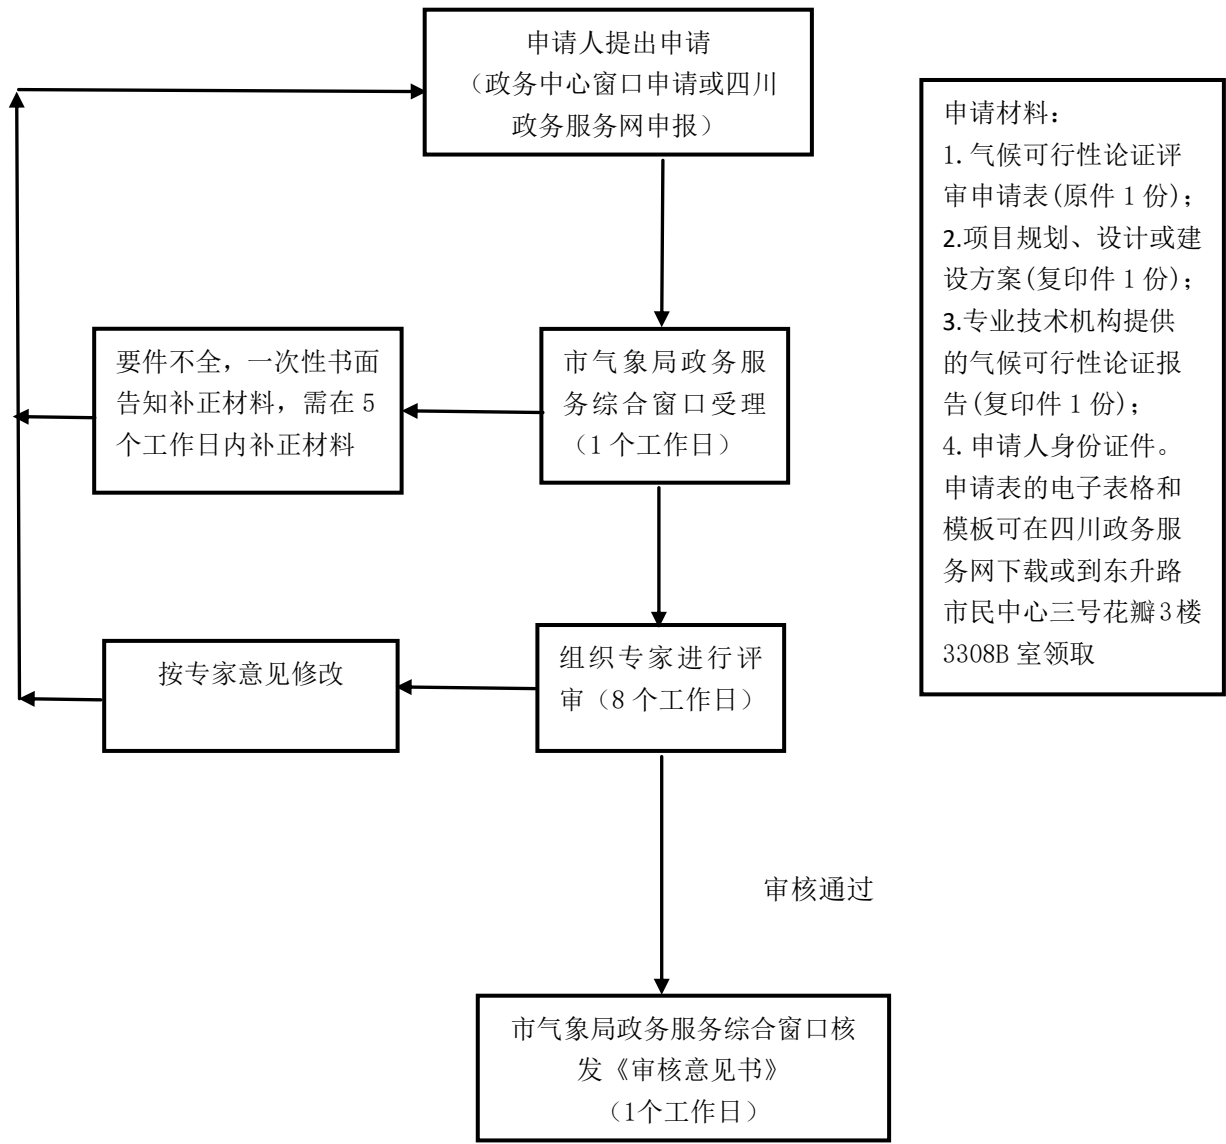 申请人提出申请
（政务中心窗口申请或四川
政务服务网申报）
申请材料：
1. 气候可行性论证评
审申请表(原件 1 份)；
2.项目规划、设计或建
设方案(复印件 1 份)；
3.专业技术机构提供
的气候可行性论证报
告(复印件 1 份)；
4. 申请人身份证件。
申请表的电子表格和
模板可在四川政务服
务网下载或到东升路
市民中心三号花瓣 3 楼
3308B 室领取
要件不全，一次性书面
告知补正材料，需在 5
个工作日内补正材料
市气象局政务服
务综合窗口受理
（1 个工作日）
按专家意见修改
组织专家进行评
审（8 个工作日）
审核通过
市气象局政务服务综合窗口核
发《审核意见书》
（1个工作日）